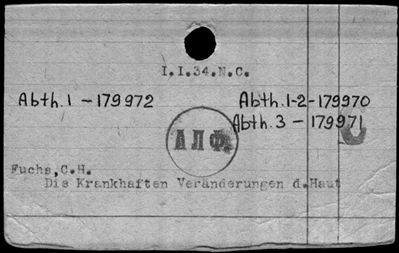 I.I.34.N.C.
Abth.1 - 179972
Abth.1-2-179970
Abth.3 - 179971
АЛФ.
Fuchs,C.H.
Die Krankhaften Veränderungen d.Haut